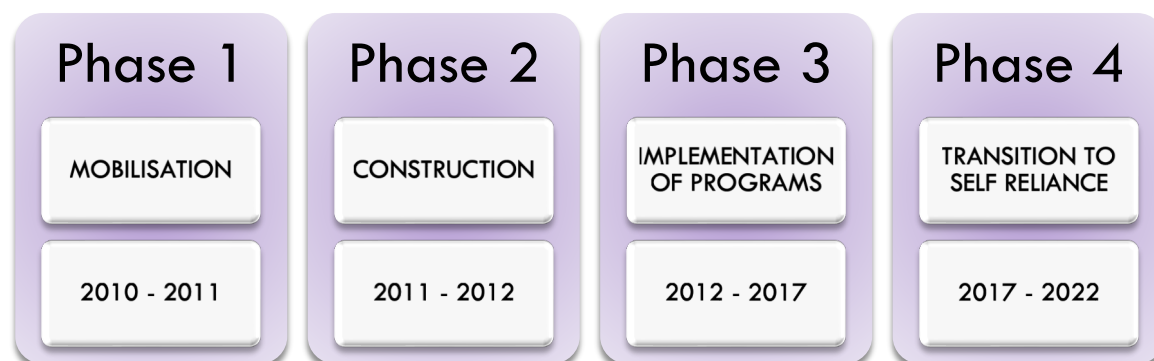 Phase 1
MOBILISATION
2010 - 2011
Phase 2
CONSTRUCTION
2011 - 2012
Phase 3
IMPLEMENTATION
OF PROGRAMS
2012 - 2017
Phase 4
TRANSITION TO
SELF RELIANCE
2017 - 2022